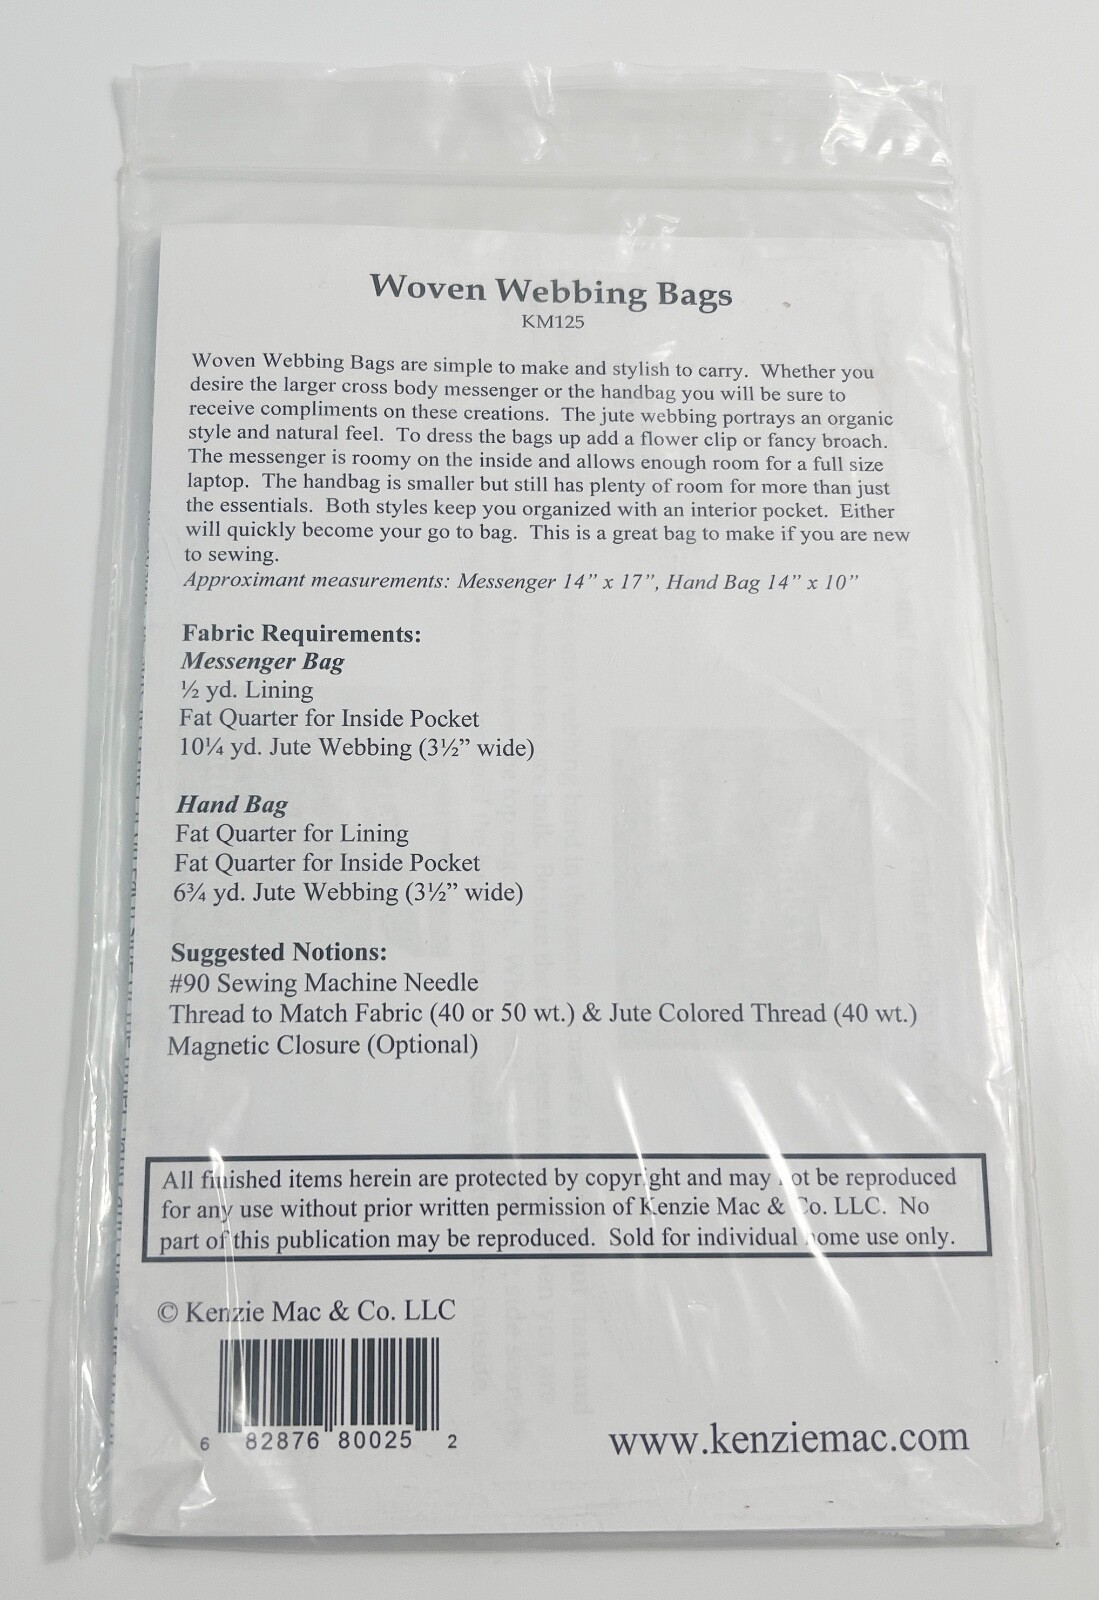 Woven Webbing Bags
KM125
Woven Webbing Bags are simple to make and stylish to carry. Whether you
desire the larger cross body messenger or the handbag you will be sure to
receive compliments on these creations. The jute webbing portrays an organic
style and natural feel. To dress the bags up add a flower clip or fancy broach.
The messenger is roomy on the inside and allows enough room for a full size
laptop. The handbag is smaller but still has plenty of room for more than just
the essentials. Both styles keep you organized with an interior pocket. Either
will quickly become your go to bag. This is a great bag to make if you are new
to sewing.
Approximant measurements: Messenger 14” x 17”, Hand Bag 14” x 10”
Fabric Requirements:
Messenger Bag
½ yd. Lining
Fat Quarter for Inside Pocket
10¼ yd. Jute Webbing (3½” wide)
Hand Bag
Fat Quarter for Lining
Fat Quarter for Inside Pocket
6¾ yd. Jute Webbing (3½” wide)
Suggested Notions:
#90 Sewing Machine Needle
Thread to Match Fabric (40 or 50 wt.) & Jute Colored Thread (40 wt.)
Magnetic Closure (Optional)
All finished items herein are protected by copyright and may not be reproduced
for any use without prior written permission of Kenzie Mac & Co. LLC. No
part of this publication may be reproduced. Sold for individual home use only.
© Kenzie Mac & Co. LLC
6 82876 80025 2
www.kenziemac.com